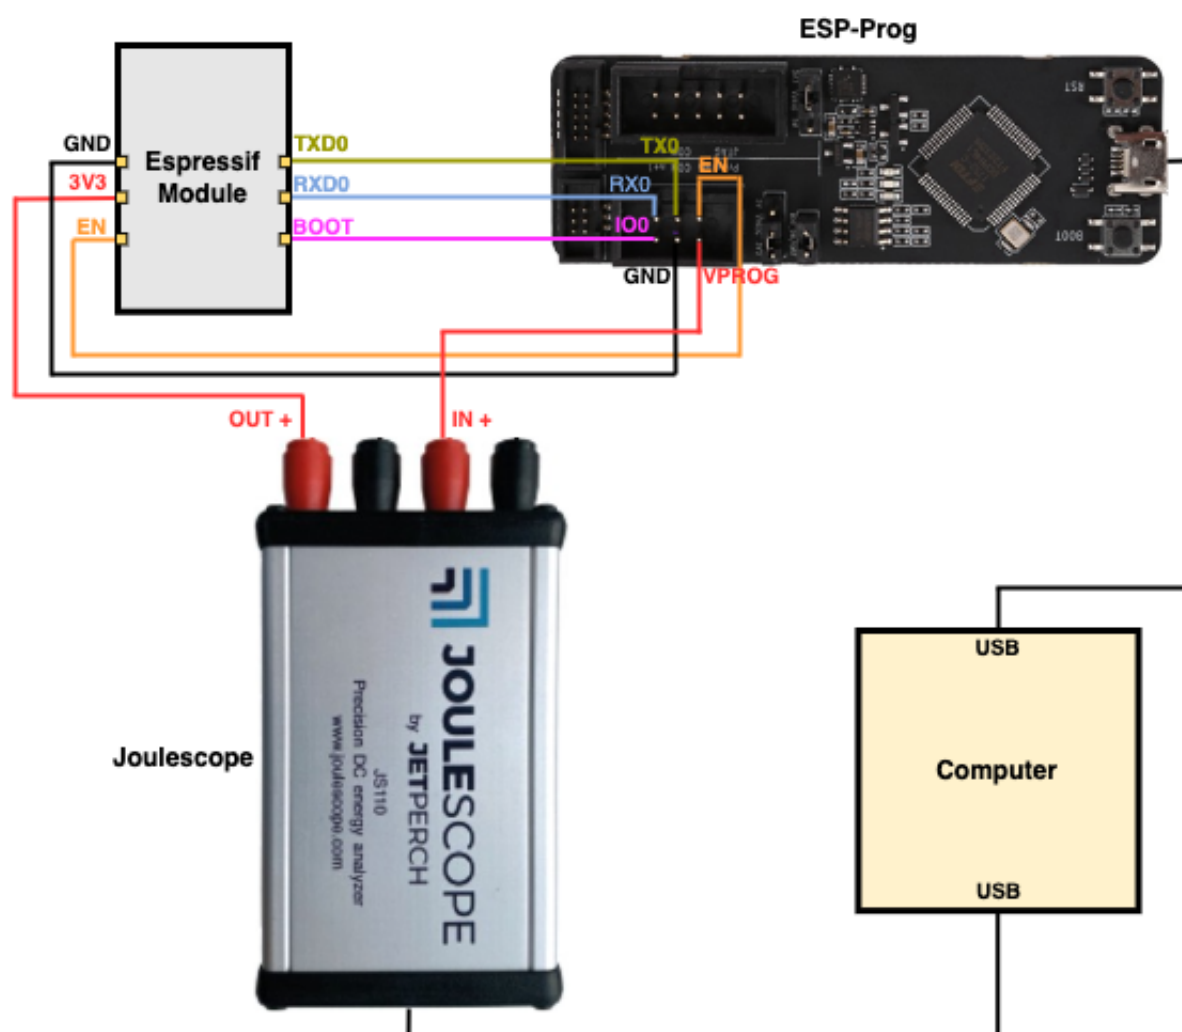 ESP-Prog
GND
3V3
EN
Espressif
Module
TXD0
RXD0
BOOT
TX0
EN
RX0
IO0
GND
VPROG
RST
BOOT
OUT +
IN +
JOULESCOPE
by JETPERCH
JS110
Precision DC energy analyzer
www.joulescope.com
Joulescope
USB
Computer
USB